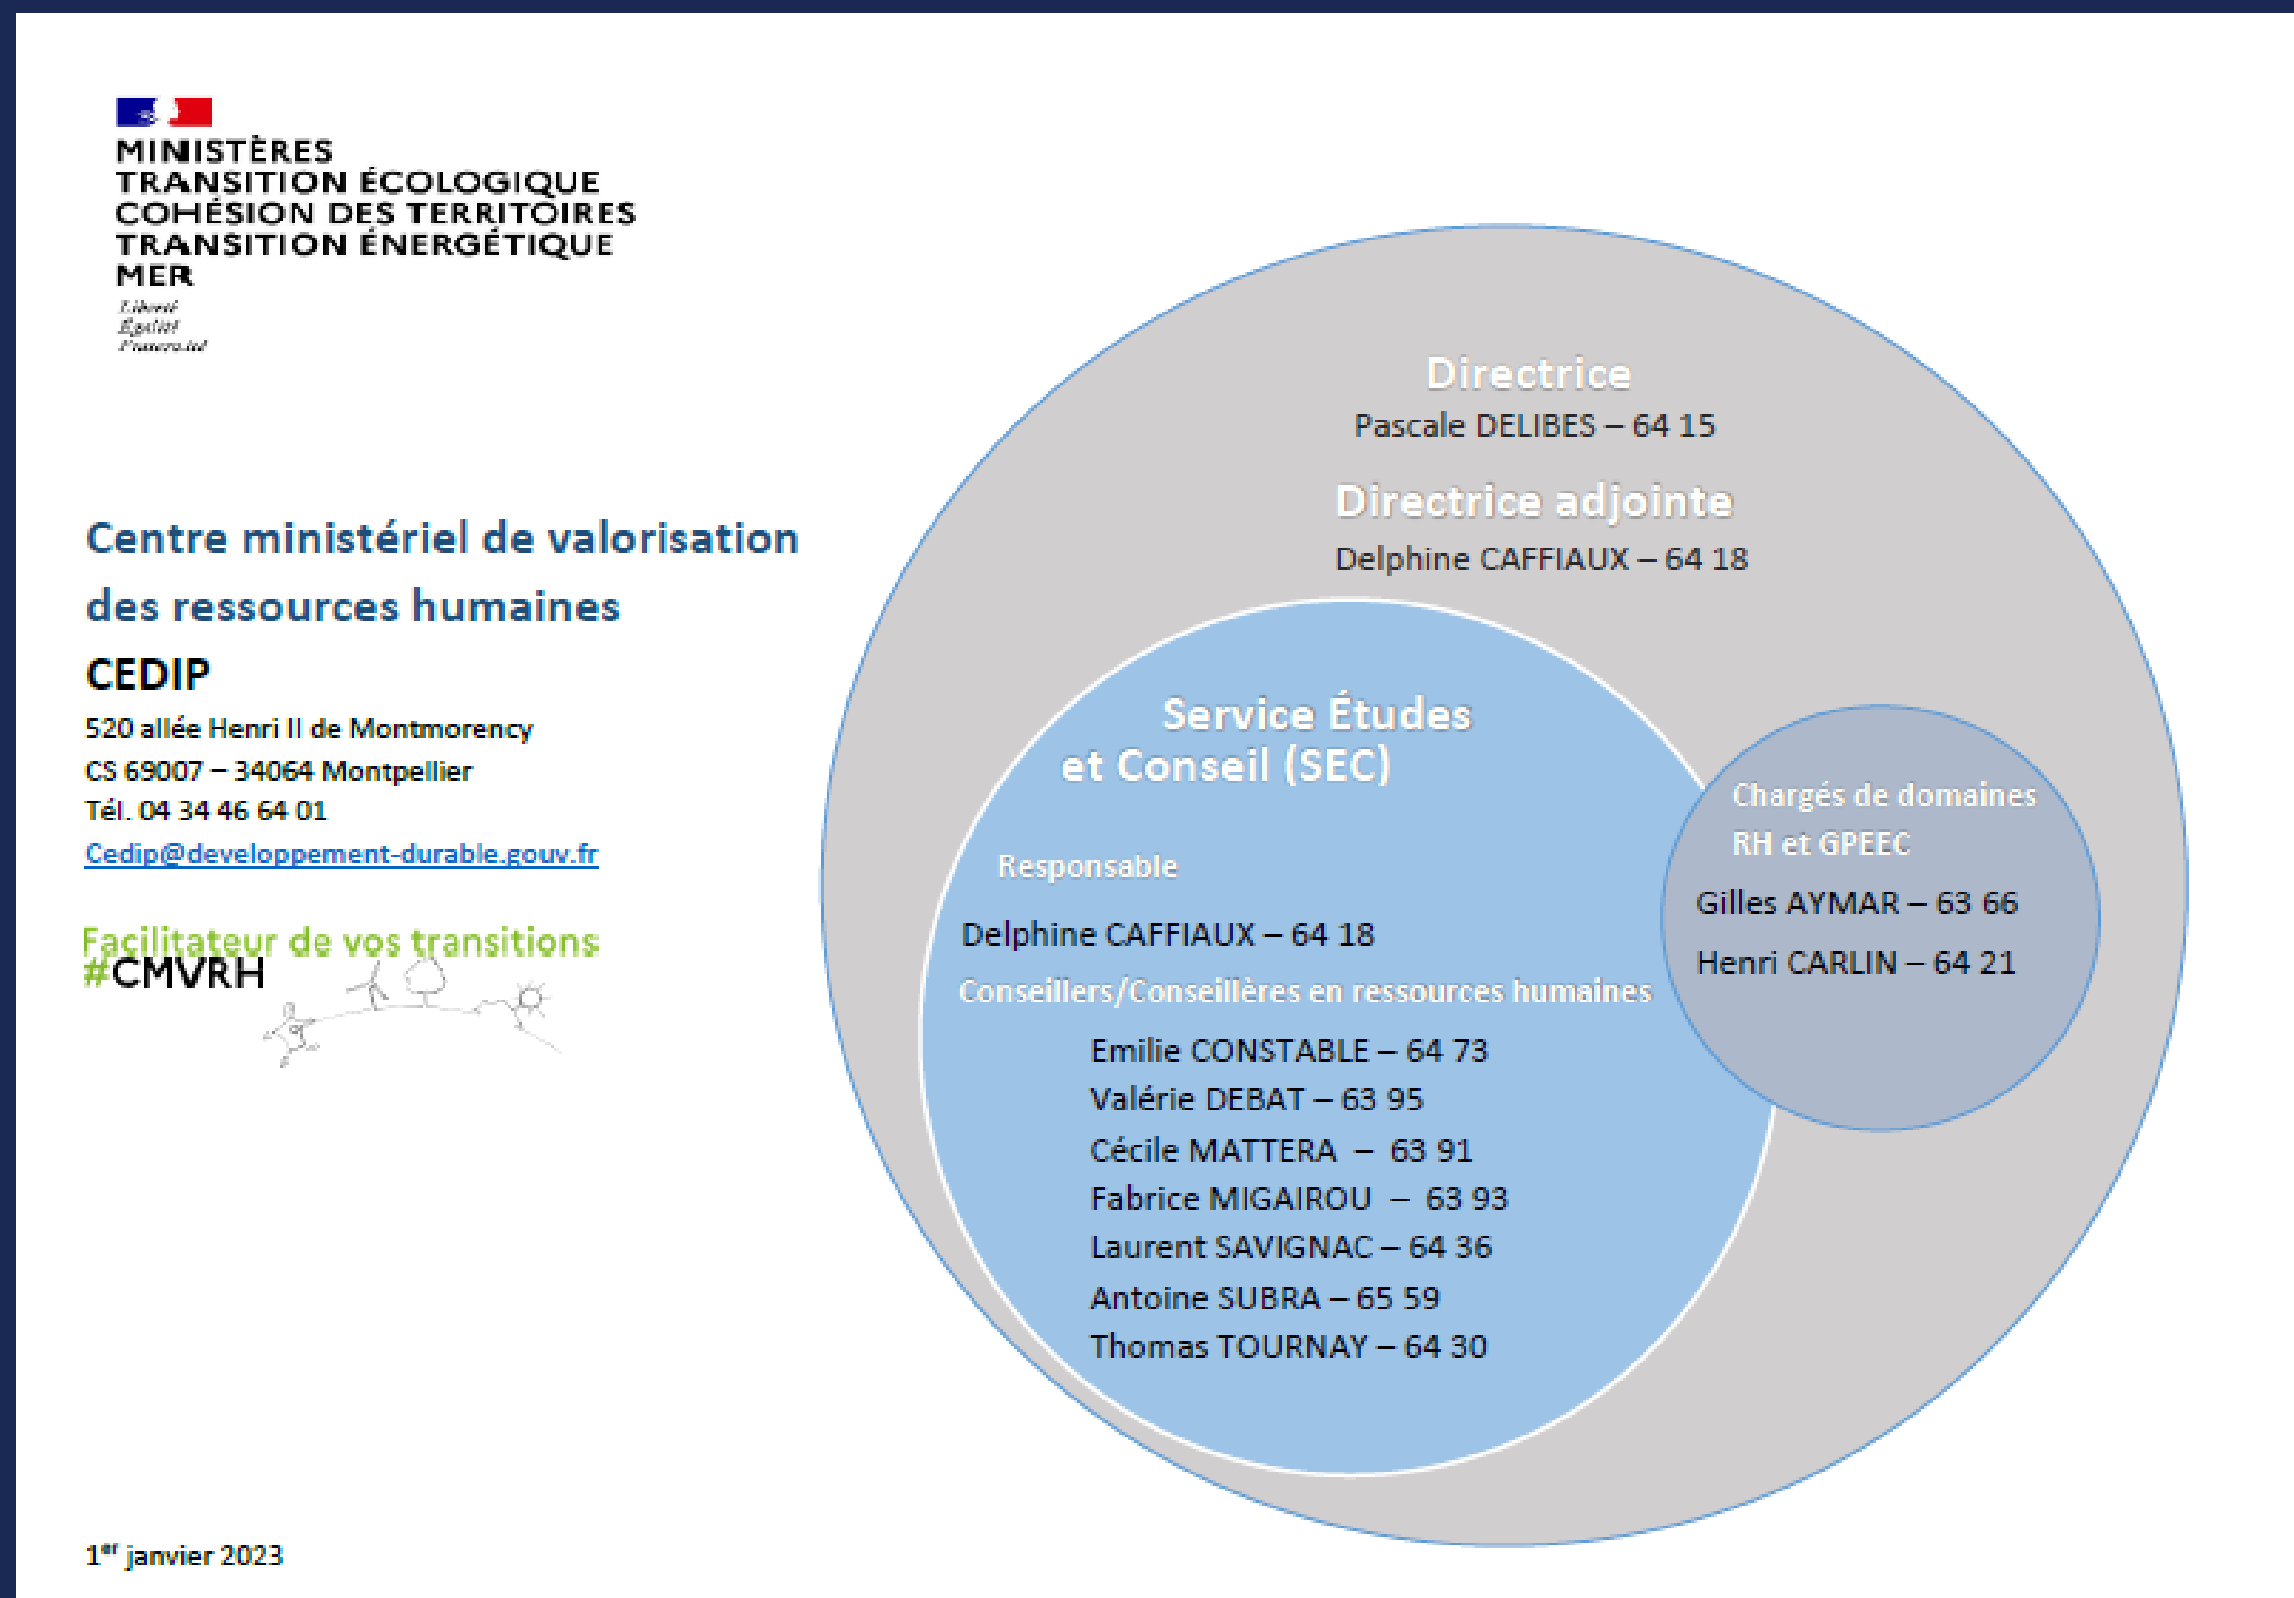 MINISTÈRES
TRANSITION ÉCOLOGIQUE
COHÉSION DES TERRITOIRES
TRANSITION ÉNERGÉTIQUE
MER
Liberté
Égalité
Fraternité
Centre ministériel de valorisation
des ressources humaines
CEDIP
520 allée Henri II de Montmorency
CS 69007 – 34064 Montpellier
Tél. 04 34 46 64 01
Cedip@developpement-durable.gouv.fr
Facilitateur de vos transitions
#CMVRH
1er janvier 2023
Directrice
Pascale DELIBES – 64 15
Directrice adjointe
Delphine CAFFIAUX – 64 18
Service Études
et Conseil (SEC)
Responsable
Delphine CAFFIAUX – 64 18
Conseillers/Conseillères en ressources humaines
Emilie CONSTABLE – 64 73
Valérie DEBAT – 63 95
Cécile MATTERA – 63 91
Fabrice MIGAIROU – 63 93
Laurent SAVIGNAC – 64 36
Antoine SUBRA – 65 59
Thomas TOURNAY – 64 30
Chargés de domaines
RH et GPEEC
Gilles AYMAR – 63 66
Henri CARLIN – 64 21